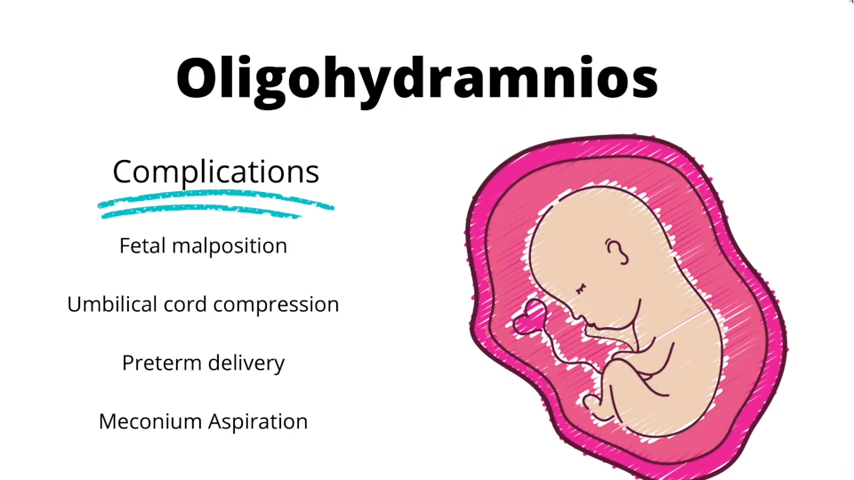 Oligohydramnios
Complications
Fetal malposition
Umbilical cord compression
Preterm delivery
Meconium Aspiration